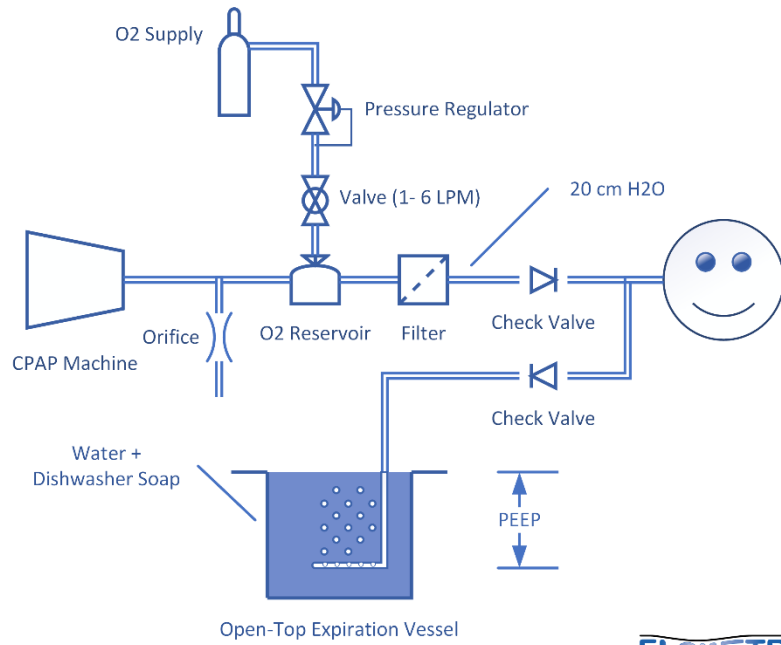 O2 Supply
Pressure Regulator
Valve (1- 6 LPM)
20 cm H2O
Orifice
O2 Reservoir
Filter
Check Valve
CPAP Machine
Check Valve
Water +
Dishwasher Soap
PEEP
Open-Top Expiration Vessel